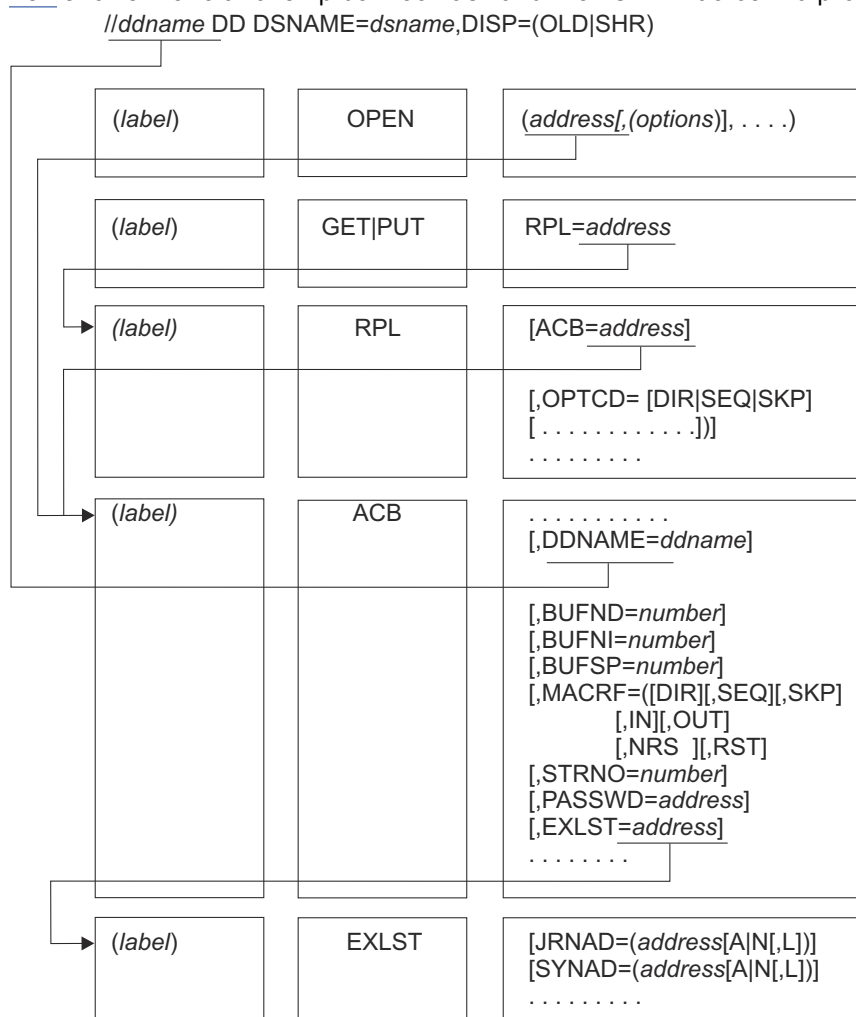 //ddname DD DSNAME=dsname,DISP=(OLD|SHR)
(label) OPEN (address[,(options)], . . . .)
(label) GET|PUT RPL=address
(label) RPL [ACB=address]
[,OPTCD= [DIR|SEQ|SKP]
[ . . . . . . . . . . . .])]
. . . . . . . . .
(label) ACB . . . . . . . . . . .
[,DDNAME=ddname]
[,BUFND=number]
[,BUFNI=number]
[,BUFSP=number]
[,MACRF=([DIR][,SEQ][,SKP]
[,IN][,OUT]
[,NRS ][,RST]
[,STRNO=number]
[,PASSWD=address]
[,EXLST=address]
. . . . . . . .
(label) EXLST [JRNAD=(address[A|N[,L])]
[SYNAD=(address[A|N[,L])]
. . . . . . . . .